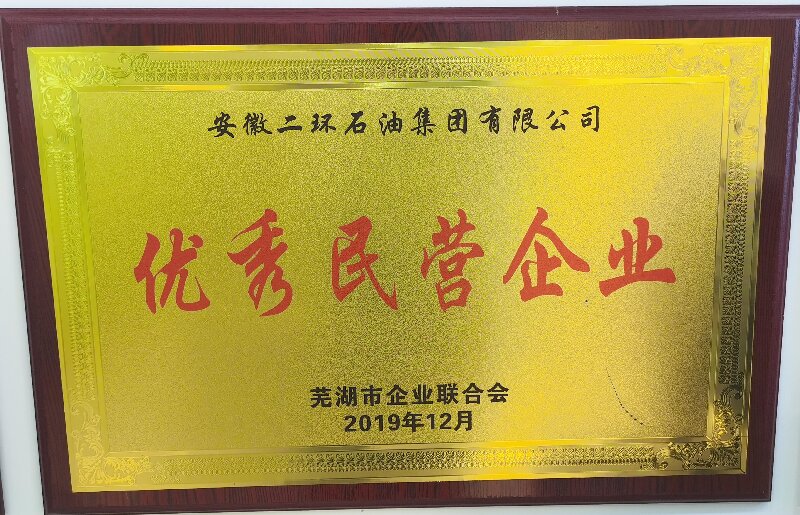 安徽二环石油集团有限公司
优秀民营企业
芜湖市企业联合会
2019年12月